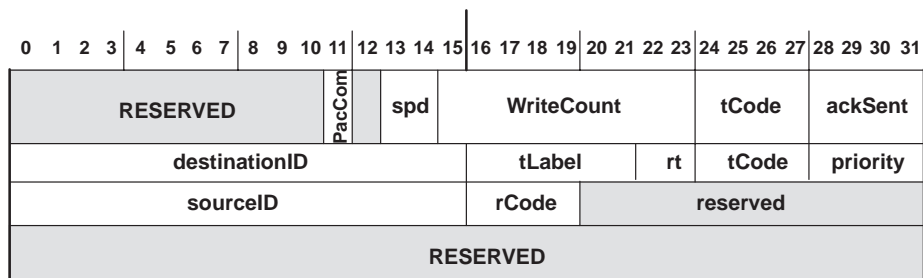 0 1 2 3 4 5 6 7 8 9 10 11 12 13 14 15 16 17 18 19 20 21 22 23 24 25 26 27 28 29 30 31
RESERVED PacCom spd WriteCount tCode ackSent
destinationID tLabel rt tCode priority
sourceID rCode reserved
RESERVED